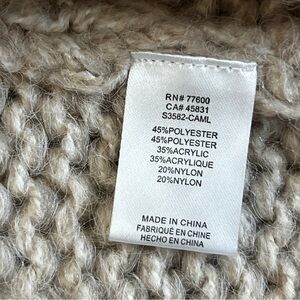 RN# 77600
CA# 45831
S3582-CAML
45%POLYESTER
45%POLYESTER
35%ACRYLIC
35%ACRYLIQUE
20%NYLON
20%NYLON
MADE IN CHINA
FABRIQUÉ EN CHINE
HECHO EN CHINA